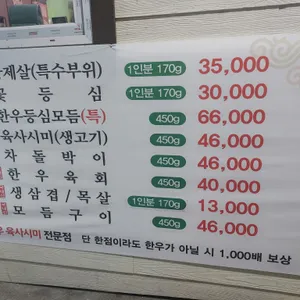 제살(특수부위) 1인분 170g 35,000
꽃등심 1인분 170g 30,000
한우등심모듬(특) 450g 66,000
육사시미(생고기) 450g 46,000
차돌박이 450g 46,000
한우육회 450g 40,000
생삼겹/목살 1인분 170g 13,000
모듬구이 450g 46,000
육사시미 전문점 단 한점이라도 한우가 아닐 시 1.000배 보상